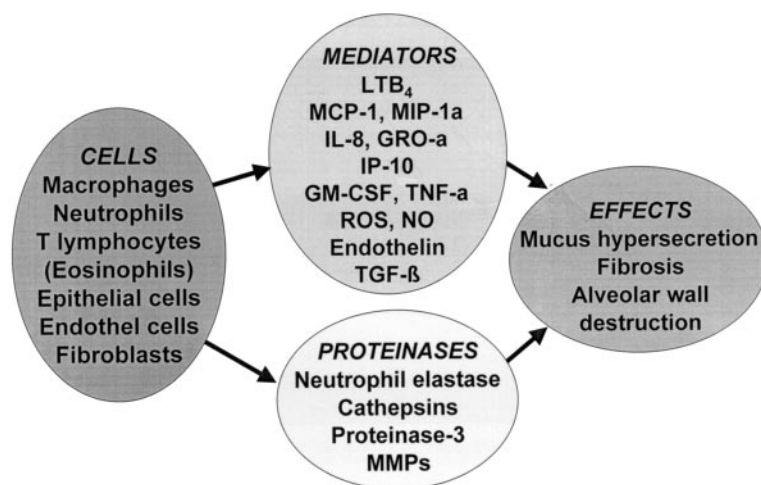 CELLS
Macrophages
Neutrophils
T lymphocytes
(Eosinophils)
Epithelial cells
Endothel cells
Fibroblasts
MEDIATORS
LTB₄
MCP-1, MIP-1a
IL-8, GRO-a
IP-10
GM-CSF, TNF-a
ROS, NO
Endothelin
TGF-ß
PROTEINASES
Neutrophil elastase
Cathepsins
Proteinase-3
MMPs
EFFECTS
Mucus hypersecretion
Fibrosis
Alveolar wall
destruction